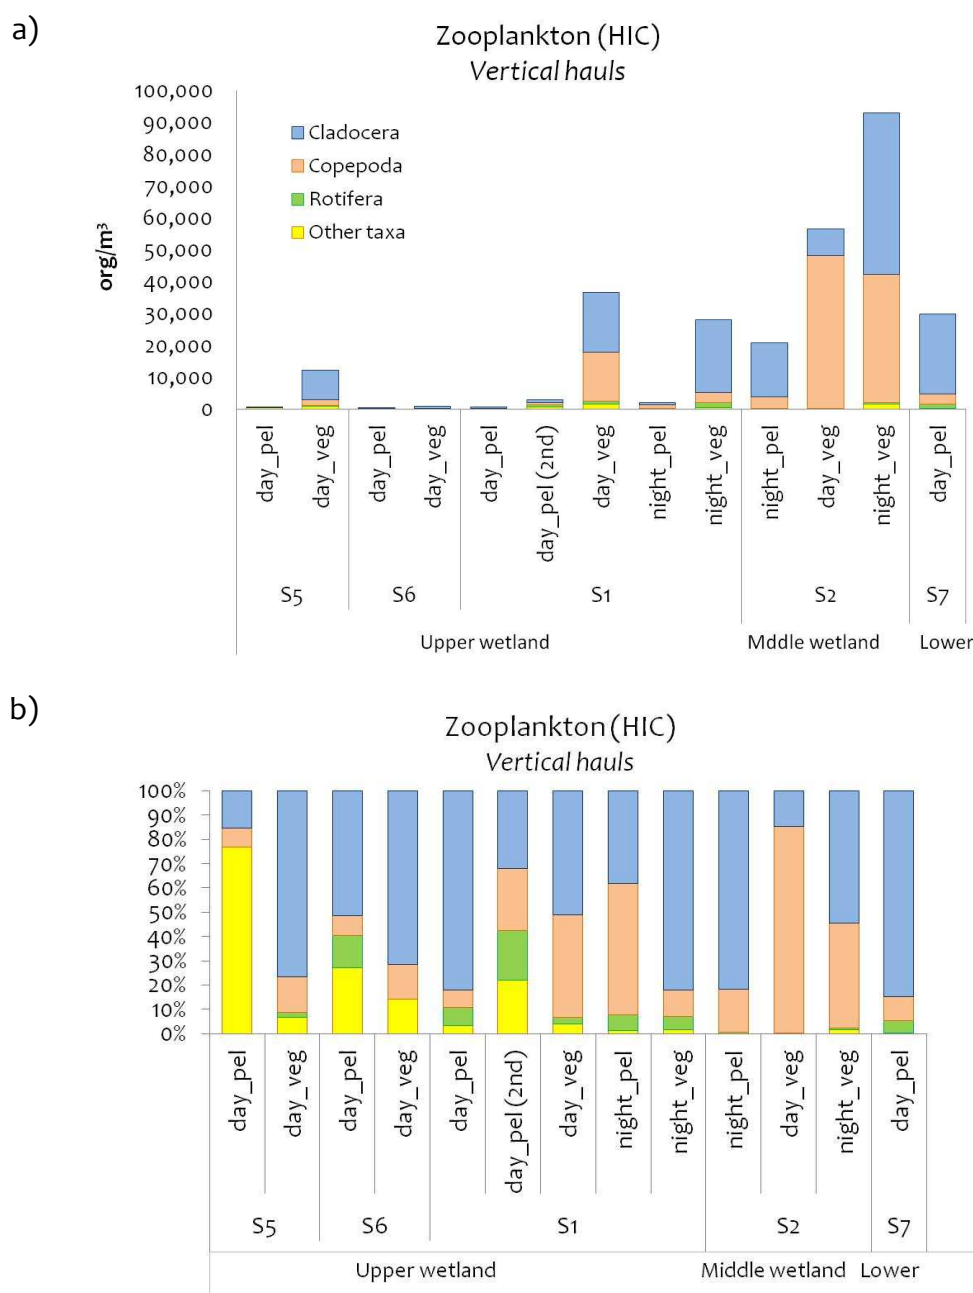 a)
Zooplankton (HIC)
Vertical hauls
100,000
90,000
80,000
70,000
60,000
50,000
40,000
30,000
20,000
10,000
0
org/m³
Cladocera
Copepoda
Rotifera
Other taxa
day_pel
day_veg
day_pel
day_veg
day_pel
day_pel (2nd)
day_veg
night_pel
night_veg
night_pel
day_veg
night_veg
day_pel
S5
S6
S1
S2
S7
Upper wetland
Mddle wetland
Lower
b)
Zooplankton (HIC)
Vertical hauls
100%
90%
80%
70%
60%
50%
40%
30%
20%
10%
0%
day_pel
day_veg
day_pel
day_veg
day_pel
day_pel (2nd)
day_veg
night_pel
night_veg
night_pel
day_veg
night_veg
day_pel
S5
S6
S1
S2
S7
Upper wetland
Middle wetland
Lower